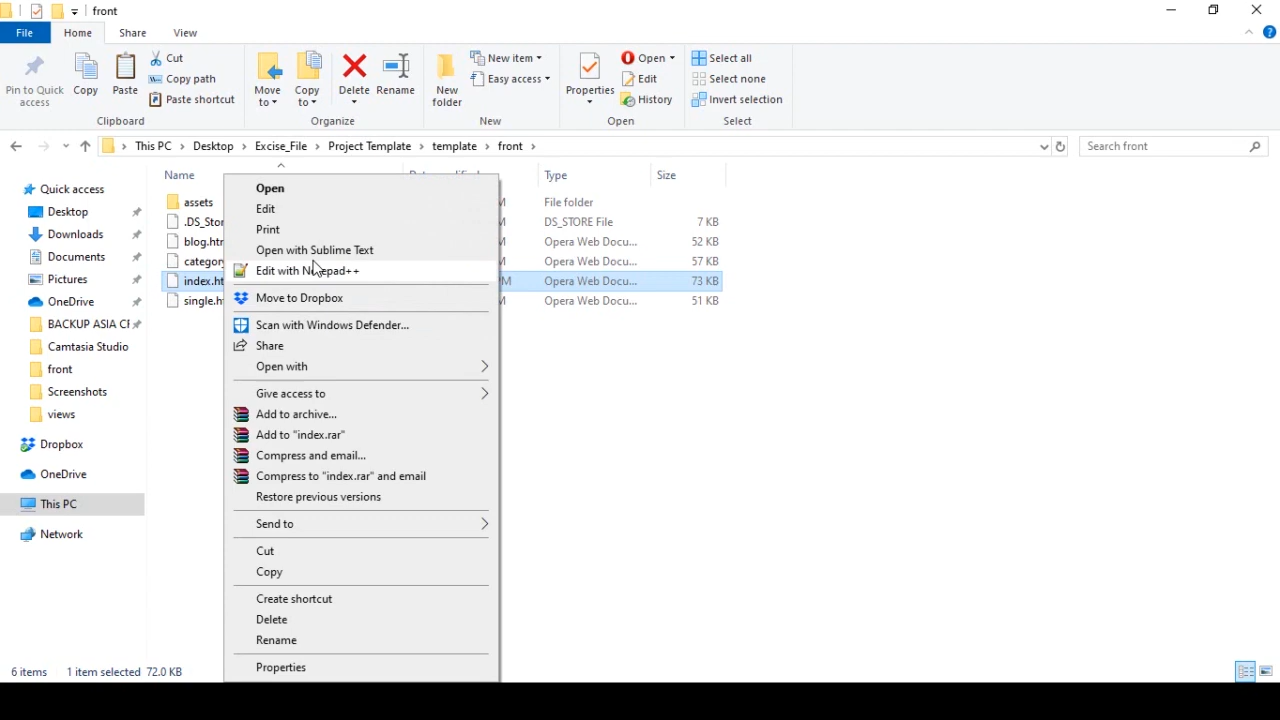 front
File Home Share View
Pin to Quick access
Copy
Paste
Cut
Copy path
Paste shortcut
Clipboard
Move to
Copy to
Delete
Rename
Organize
New folder
New item
Easy access
New
Properties
Open
Edit
History
Open
Select all
Select none
Invert selection
Select
This PC > Desktop > Excise_File > Project Template > template > front >
Search front
Quick access
Desktop
Downloads
Documents
Pictures
OneDrive
BACKUP ASIA CF
Camtasia Studio
front
Screenshots
views
Dropbox
OneDrive
This PC
Network
Name Type Size
assets File folder
.DS_Stor DS_STORE File 7 KB
blog.htr Opera Web Docu... 52 KB
category Opera Web Docu... 61 KB
index.ht M Opera Web Docu... 73 KB
single.h Opera Web Docu... 51 KB
Open
Edit
Print
Open with Sublime Text
Edit with Notepad++
Move to Dropbox
Scan with Windows Defender...
Share
Open with
Give access to
Add to archive...
Add to "index.rar"
Compress and email...
Compress to "index.rar" and email
Restore previous versions
Send to
Cut
Copy
Create shortcut
Delete
Rename
Properties
6 items 1 item selected 72.0 KB